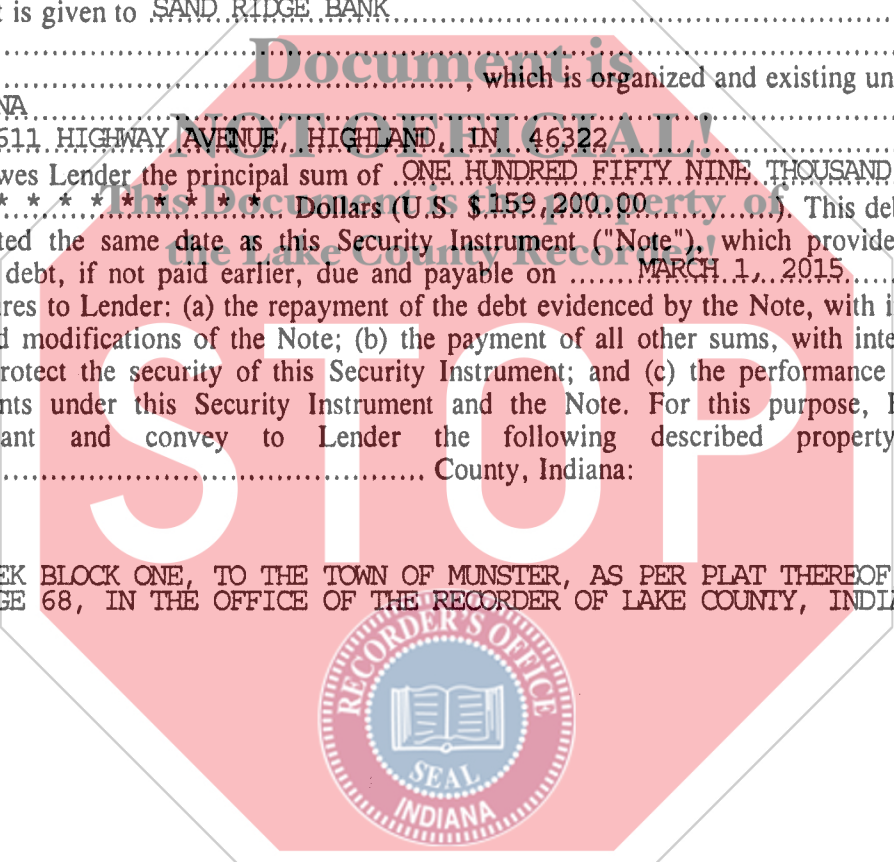 t is given to SAND RIDGE BANK
Document is
, which is organized and existing un
NA
NOT OFFICIAL!
611 HIGHWAY AVENUE, HIGHLAND, IN 46322
wes Lender the principal sum of ONE HUNDRED FIFTY NINE THOUSAND
This Document is the property of
* * * * * * * * * * Dollars (U.S. $ 159,200.00 ). This de
ted the same date as this Security Instrument ("Note"), which provide
the Lake County Recorder!
debt, if not paid earlier, due and payable on MARCH 1, 2015
res to Lender: (a) the repayment of the debt evidenced by the Note, with i
d modifications of the Note; (b) the payment of all other sums, with inte
rotect the security of this Security Instrument; and (c) the performance
nts under this Security Instrument and the Note. For this purpose,
ant and convey to Lender the following described property
County, Indiana:
STOP
EK BLOCK ONE, TO THE TOWN OF MUNSTER, AS PER PLAT THEREOF
GE 68, IN THE OFFICE OF THE RECORDER OF LAKE COUNTY, INDIA
RECORDER'S OFFICE
SEAL
INDIANA